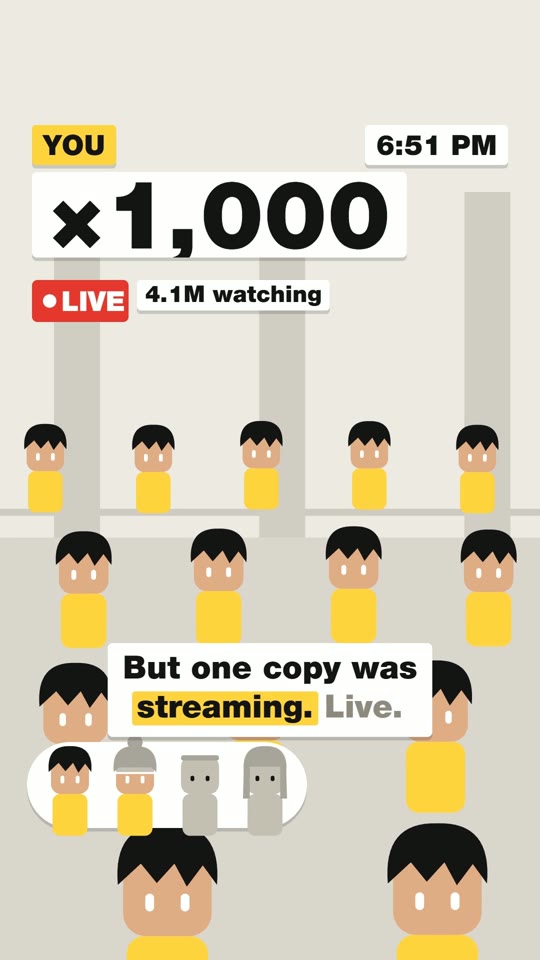 YOU
6:51 PM
×1,000
LIVE
4.1M watching
But one copy was
streaming. Live.